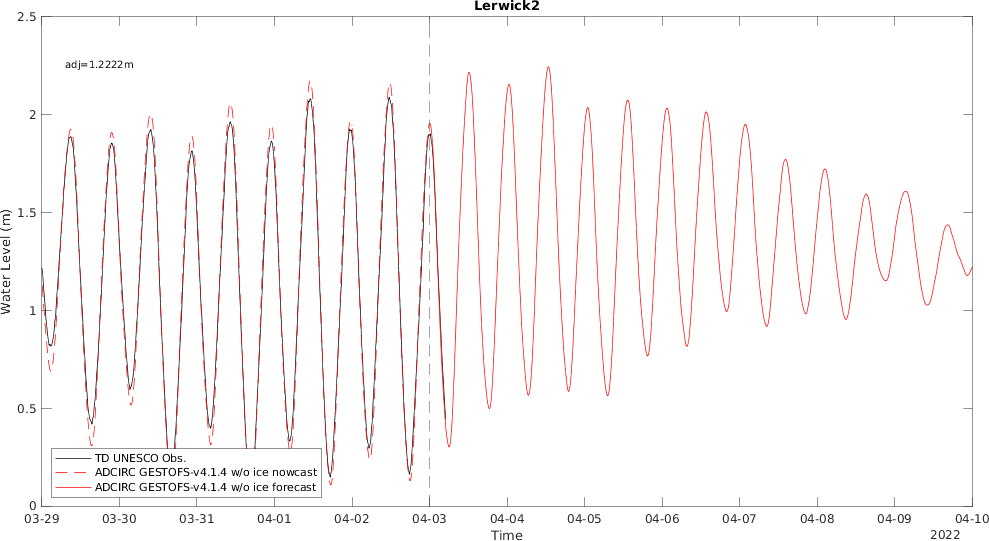 Lerwick2
adj=1.2222m
Water Level (m)
2.5
2
1.5
1
0.5
0
TD UNESCO Obs.
ADCIRC GESTOFS-v4.1.4 w/o ice nowcast
ADCIRC GESTOFS-v4.1.4 w/o ice forecast
03-29 03-30 03-31 04-01 04-02 04-03 04-04 04-05 04-06 04-07 04-08 04-09 04-10
Time
2022